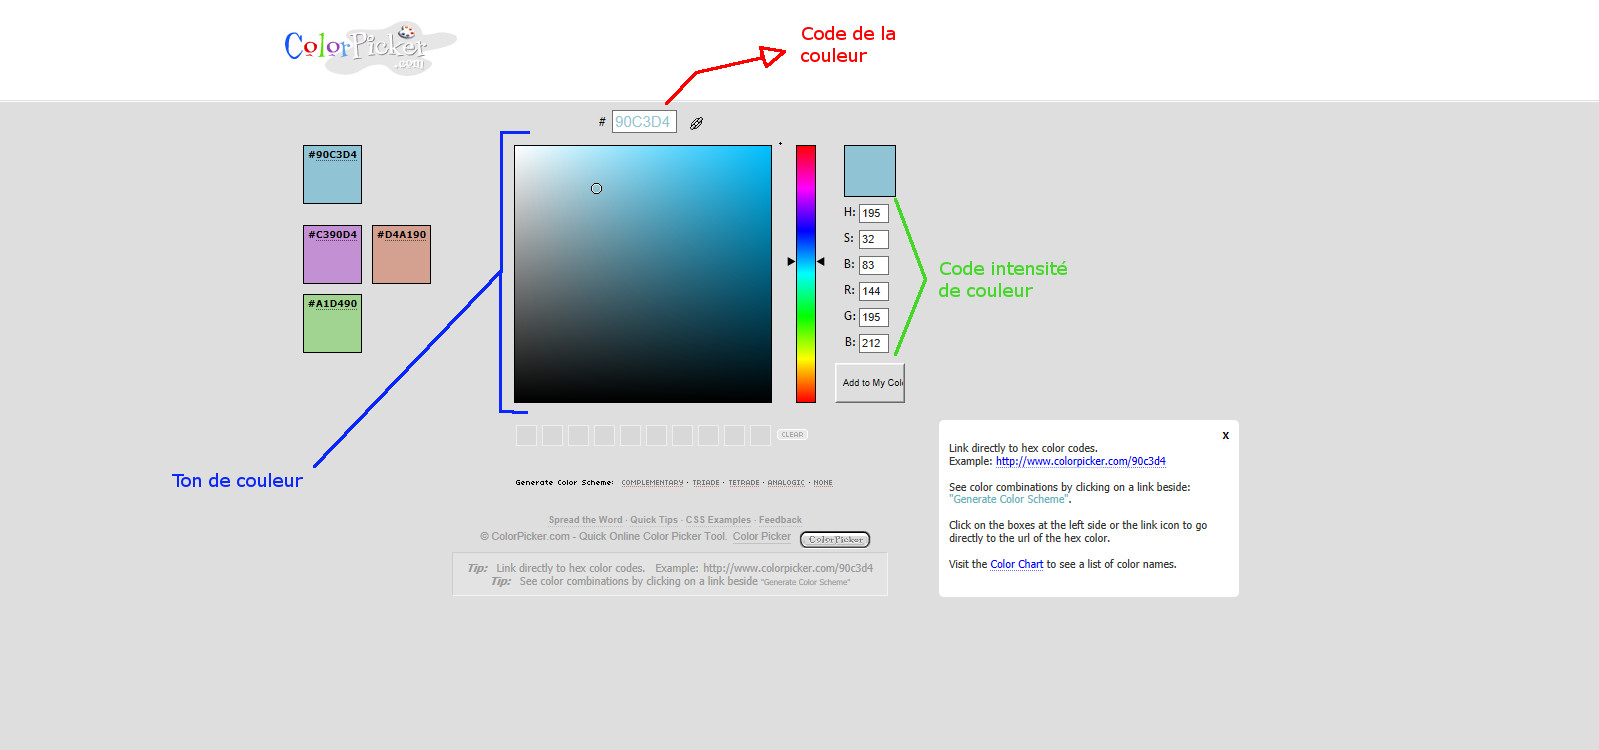 ColorPicker
.com
Code de la
couleur
# 90C3D4
#90C3D4
#C390D4 #D4A190
#A1D490
H: 195
S: 32
B: 83
R: 144
G: 195
B: 212
Code intensité
de couleur
Add to My Col
Ton de couleur
CLEAR
Generate Color Scheme: COMPLEMENTARY · TRIADE · TETRADE · ANALOGIC · NONE
Spread the Word · Quick Tips · CSS Examples · Feedback
© ColorPicker.com - Quick Online Color Picker Tool. Color Picker ColorPicker
Tip: Link directly to hex color codes. Example: http://www.colorpicker.com/90c3d4
Tip: See color combinations by clicking on a link beside "Generate Color Scheme"
x
Link directly to hex color codes.
Example: http://www.colorpicker.com/90c3d4
See color combinations by clicking on a link beside:
"Generate Color Scheme".
Click on the boxes at the left side or the link icon to go
directly to the url of the hex color.
Visit the Color Chart to see a list of color names.